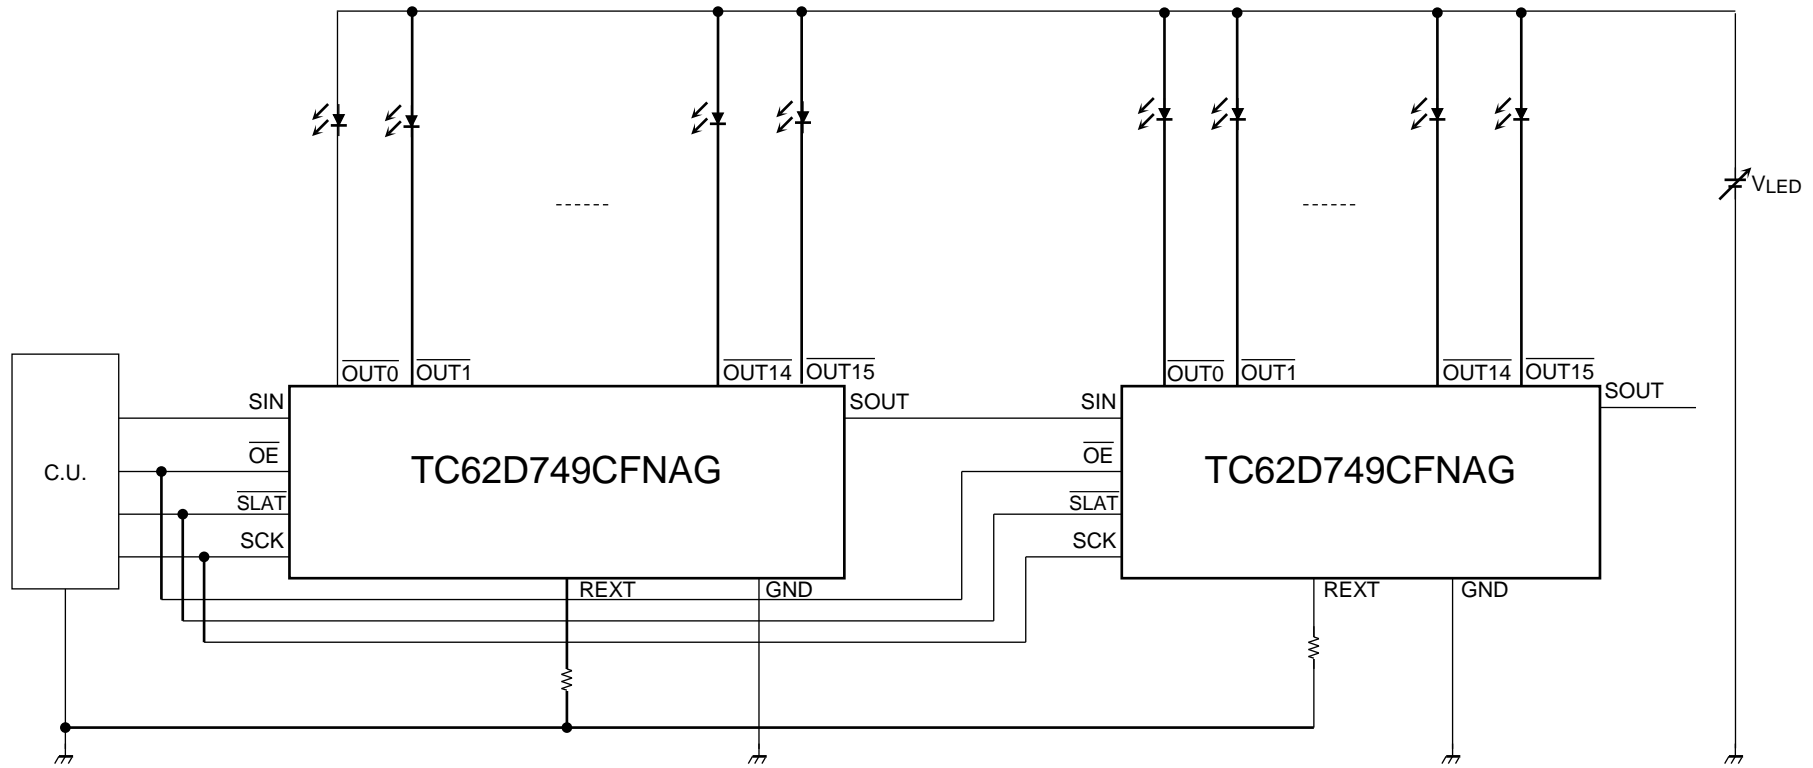 VLED
OUT0 OUT1 OUT14 OUT15 OUT0 OUT1 OUT14 OUT15
SIN SOUT SIN SOUT
OE OE
C.U. TC62D749CFNAG TC62D749CFNAG
SLAT SLAT
SCK SCK
REXT GND REXT GND